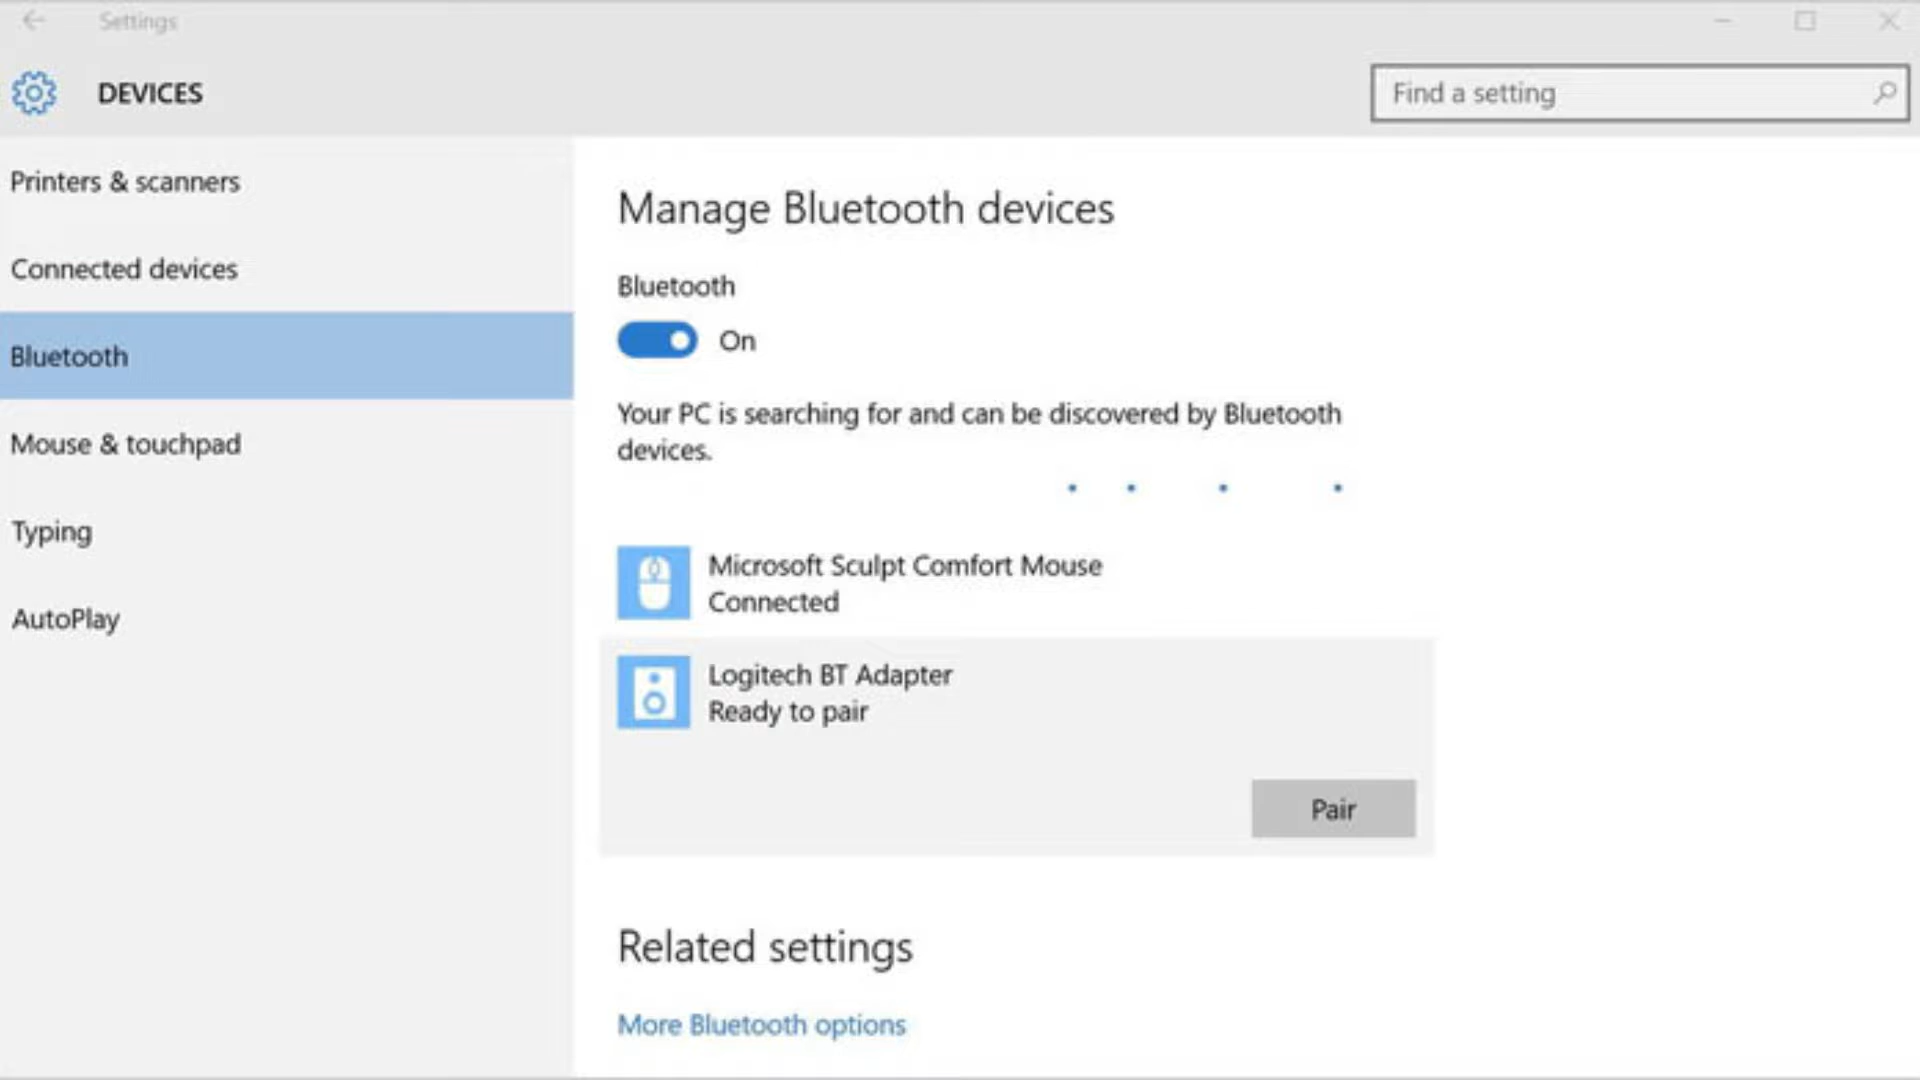 Settings
DEVICES
Find a setting
Printers & scanners
Connected devices
Bluetooth
Mouse & touchpad
Typing
AutoPlay
Manage Bluetooth devices
Bluetooth
On
Your PC is searching for and can be discovered by Bluetooth
devices.
Microsoft Sculpt Comfort Mouse
Connected
Logitech BT Adapter
Ready to pair
Pair
Related settings
More Bluetooth options